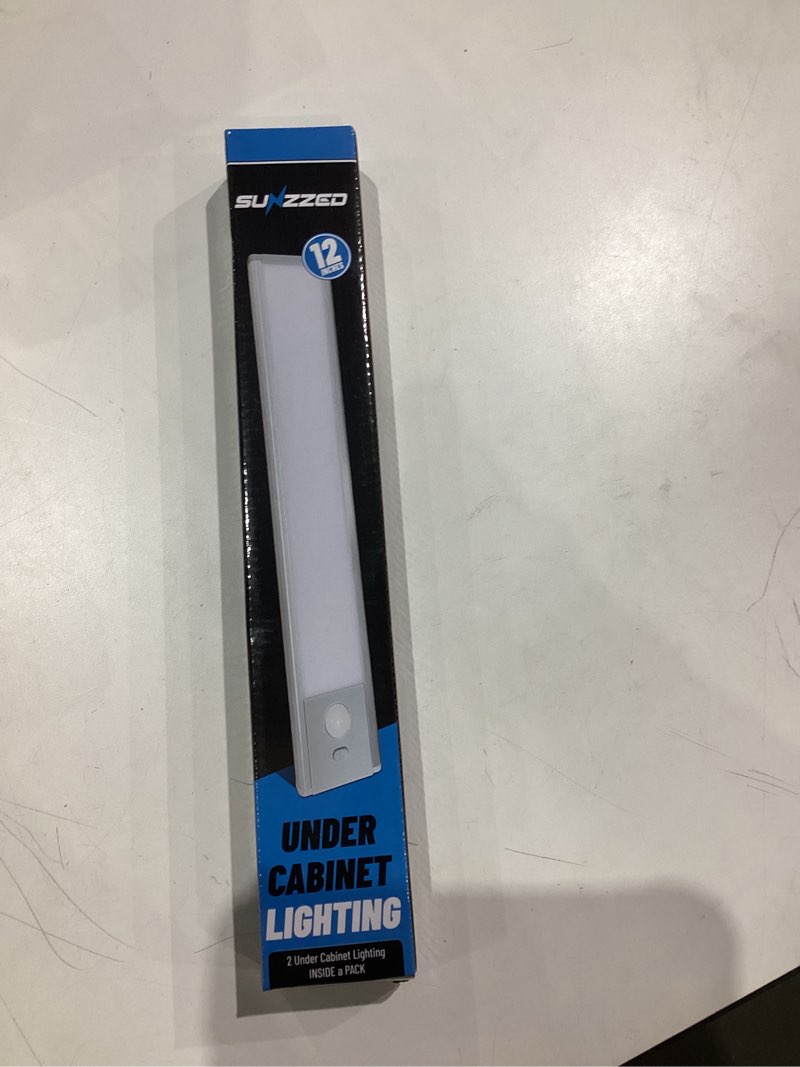 SUNZZED
12
INCHES
UNDER
CABINET
LIGHTING
2 Under Cabinet Lighting
INSIDE a PACK